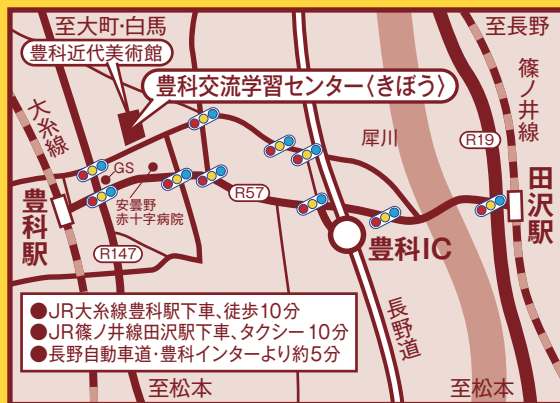 至大町・白馬
豊科近代美術館
豊科交流学習センター〈きぼう〉
至長野
篠ノ井線
大糸線
犀川
R19
GS
安曇野
赤十字病院
R57
田沢駅
豊科駅
R147
豊科IC
長野道
●JR大糸線豊科駅下車、徒歩10分
●JR篠ノ井線田沢駅下車、タクシー10分
●長野自動車道・豊科インターより約5分
至松本
至松本